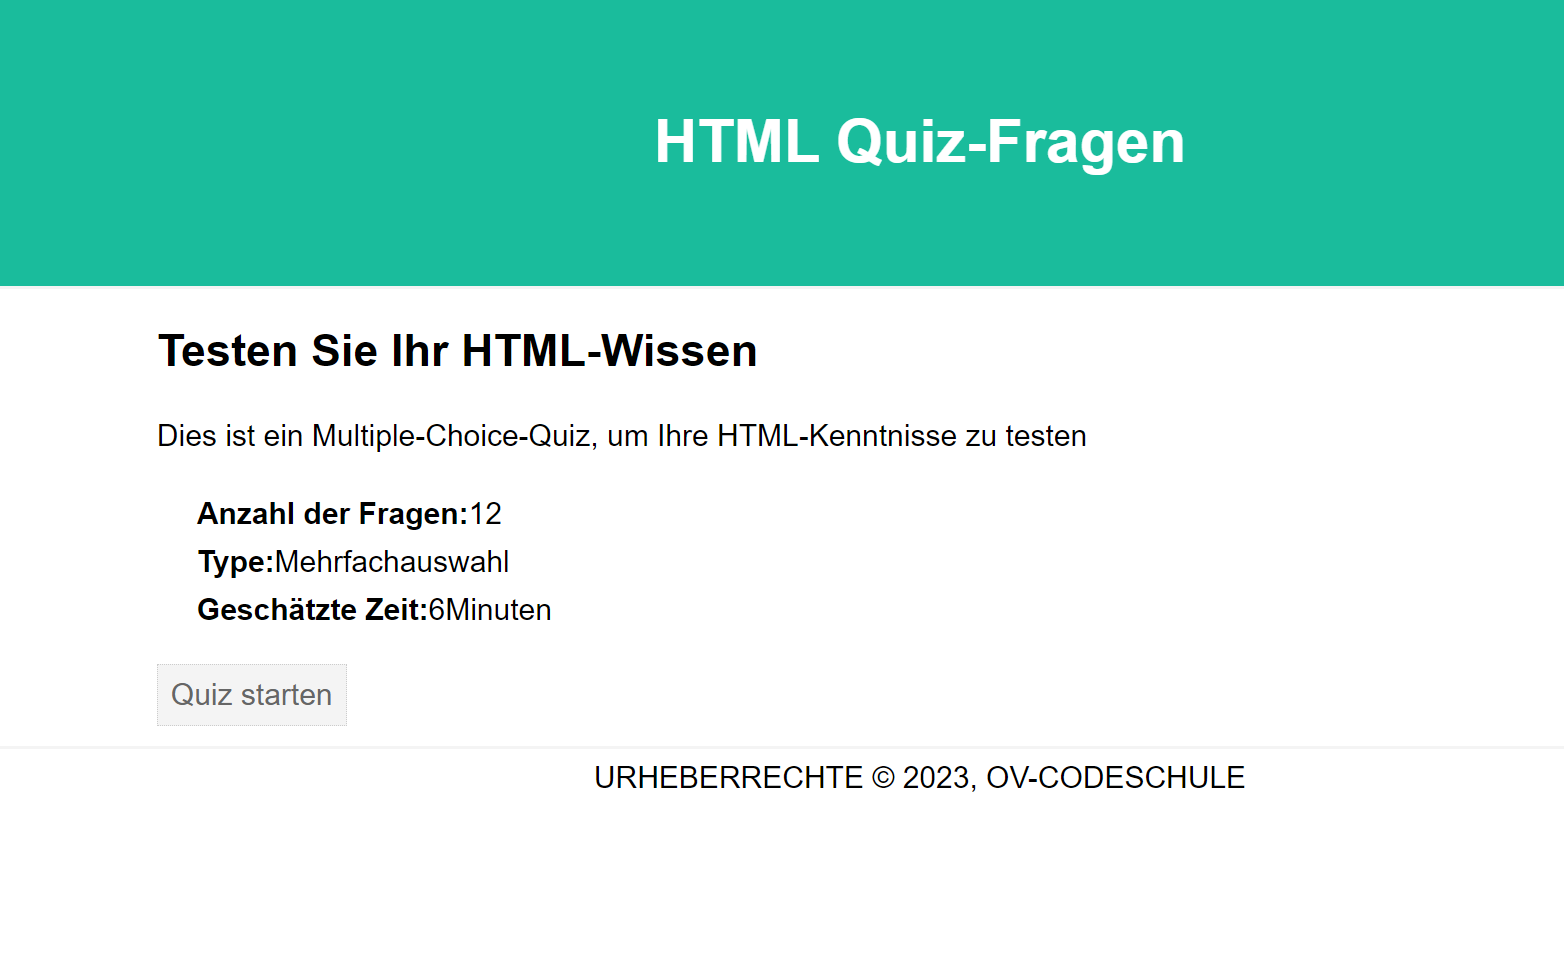 HTML Quiz-Fragen
Testen Sie Ihr HTML-Wissen
Dies ist ein Multiple-Choice-Quiz, um Ihre HTML-Kenntnisse zu testen
Anzahl der Fragen:12
Type:Mehrfachauswahl
Geschätzte Zeit:6Minuten
Quiz starten
URHEBERRECHTE © 2023, OV-CODESCHULE